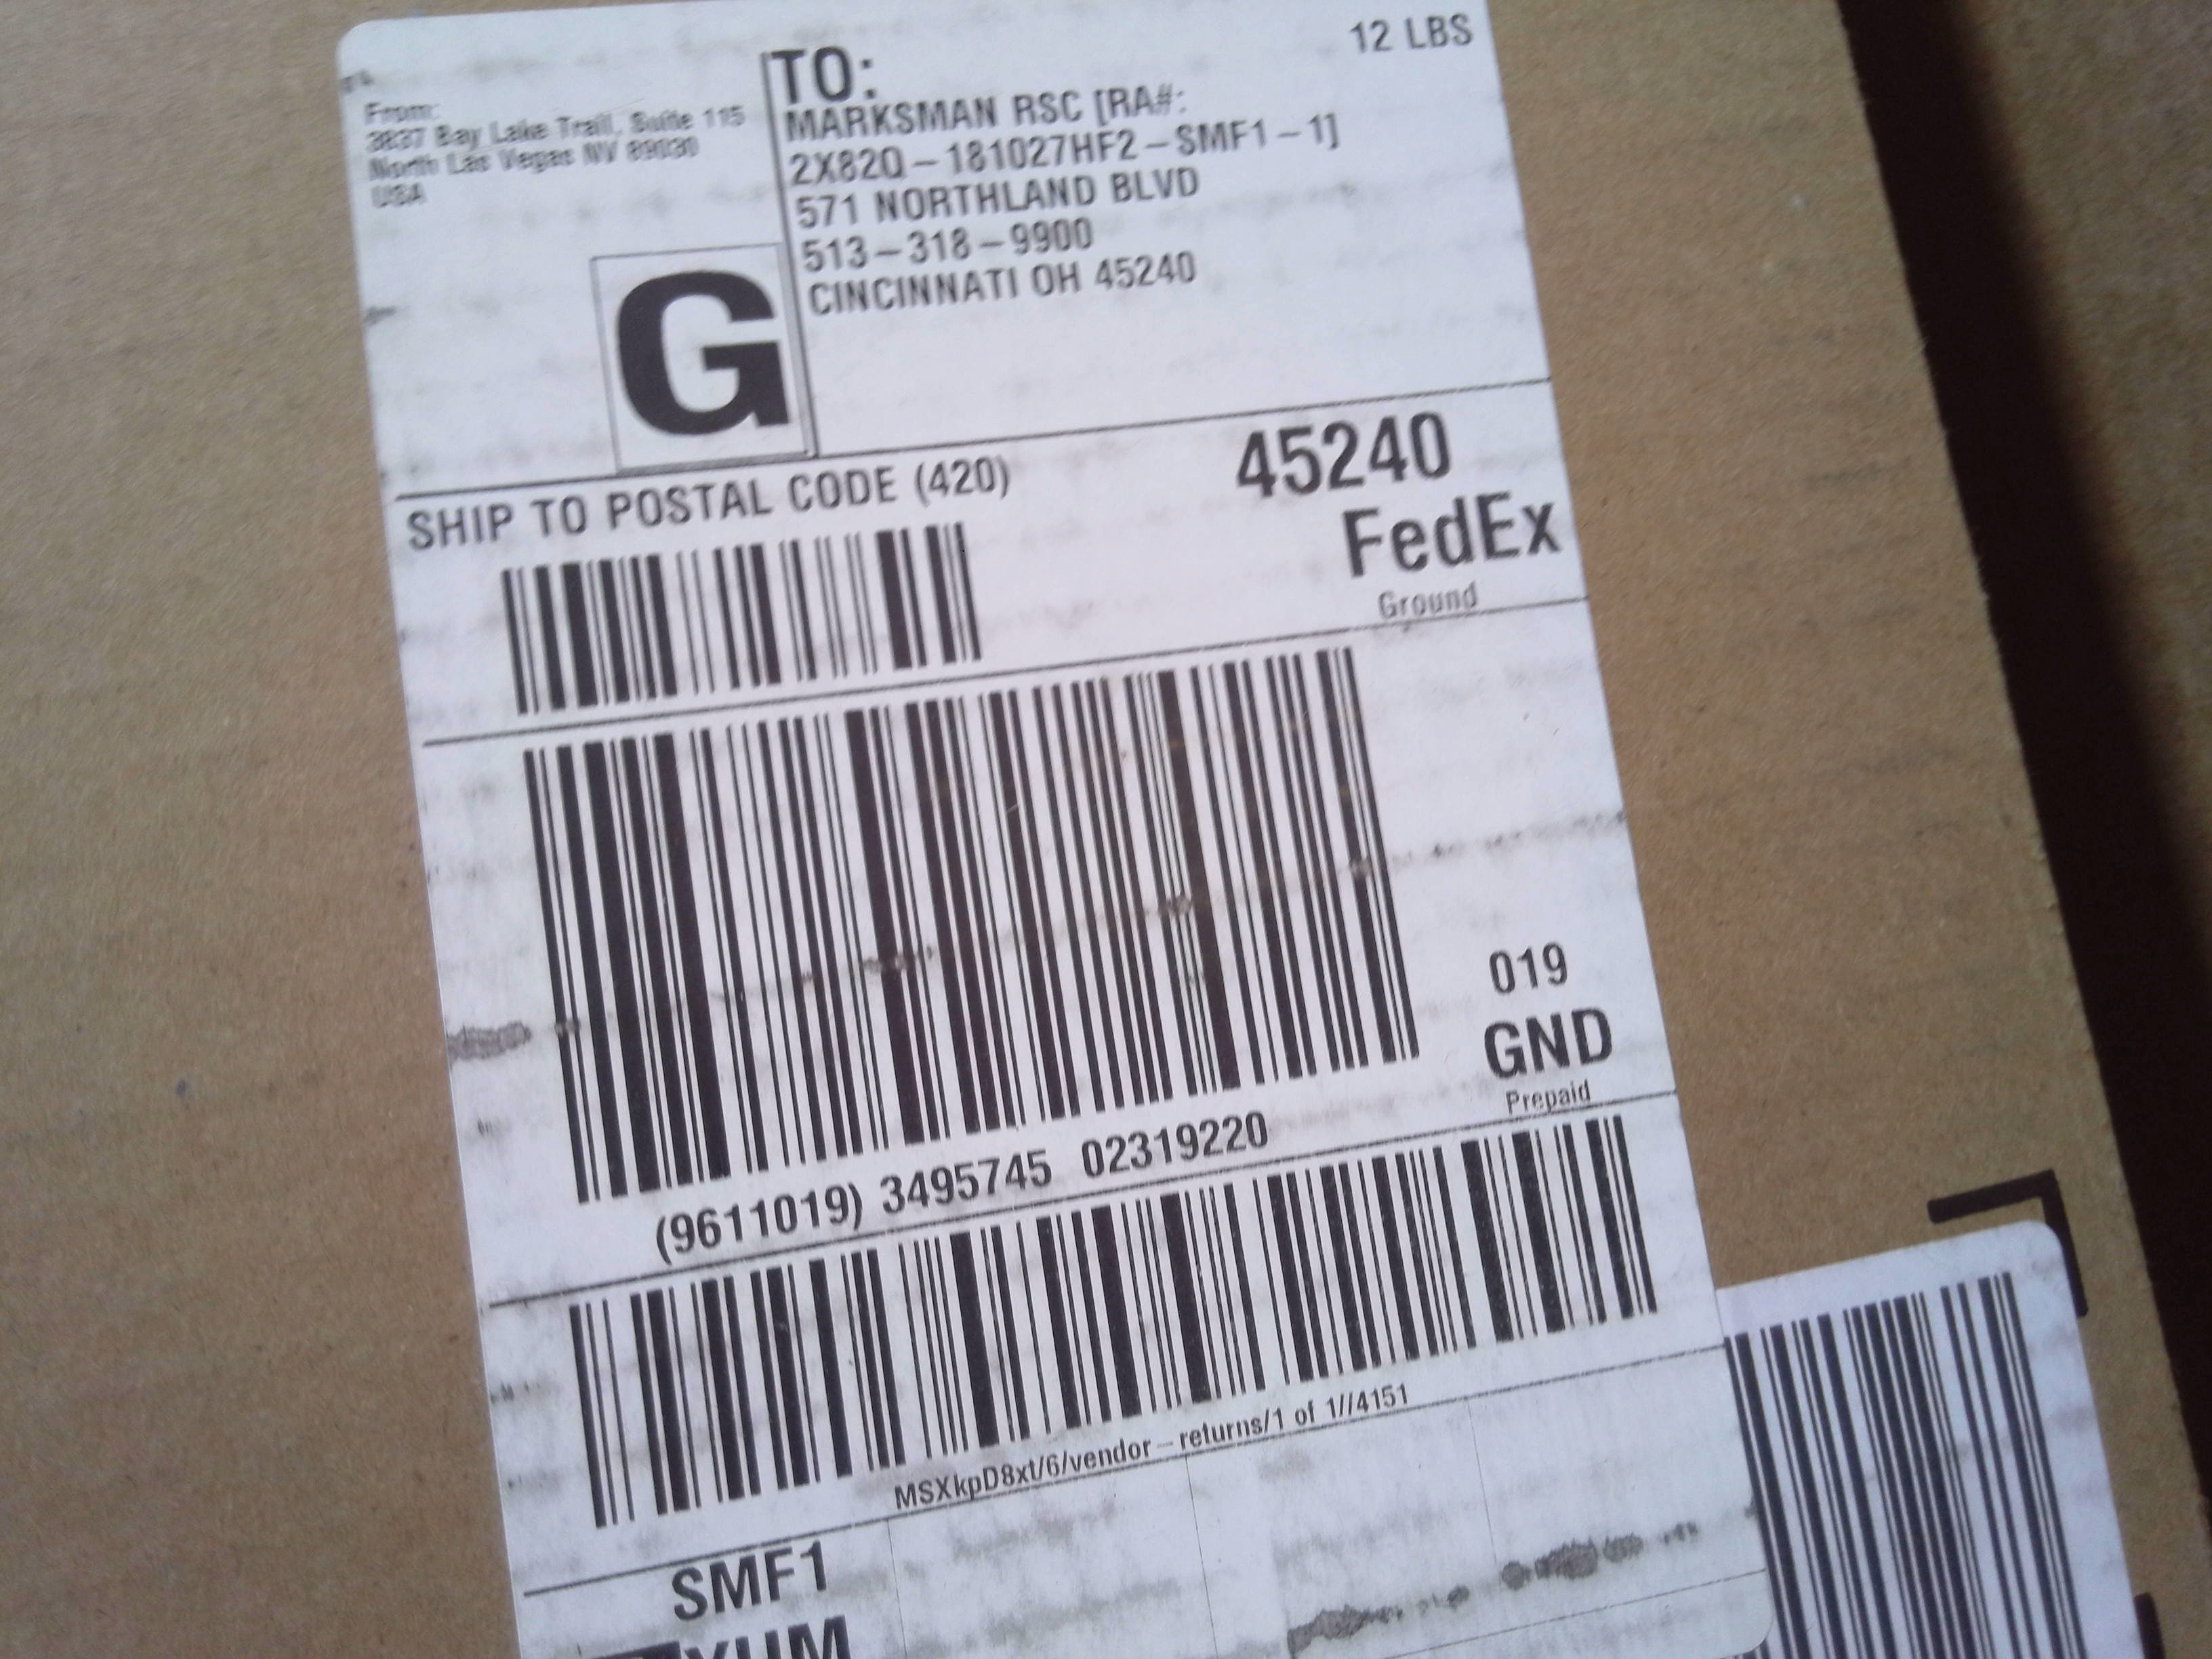 From:
3837 Bay Lake Trail, Suite 115
North Las Vegas NV 89030
USA
TO:
12 LBS
MARKSMAN RSC [RA#:
2X82Q-181027HF2-SMF1-1]
571 NORTHLAND BLVD
513-318-9900
CINCINNATI OH 45240
G
SHIP TO POSTAL CODE (420)
45240
FedEx
Ground
019
GND
Prepaid
(9611019) 3495745 02319220
MSXkpD8xt/6/vendor-returns/1 of 1//4151
SMF1